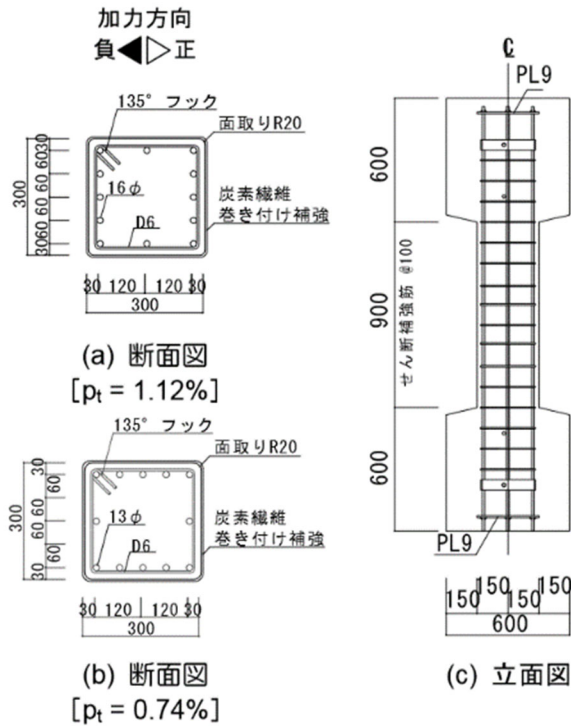 加力方向
負 正
135° フック
面取りR20
30
60
60
60
60
30
300
16φ
D6
炭素繊維
巻き付け補強
30 120 120 30
300
(a) 断面図
[pt = 1.12%]
135° フック
面取りR20
30
60
60
60
60
30
300
13φ
D6
炭素繊維
巻き付け補強
30 120 120 30
300
(b) 断面図
[pt = 0.74%]
℄
PL9
600
900
600
せん断補強筋 @100
PL9
150 150 150 150
600
(c) 立面図